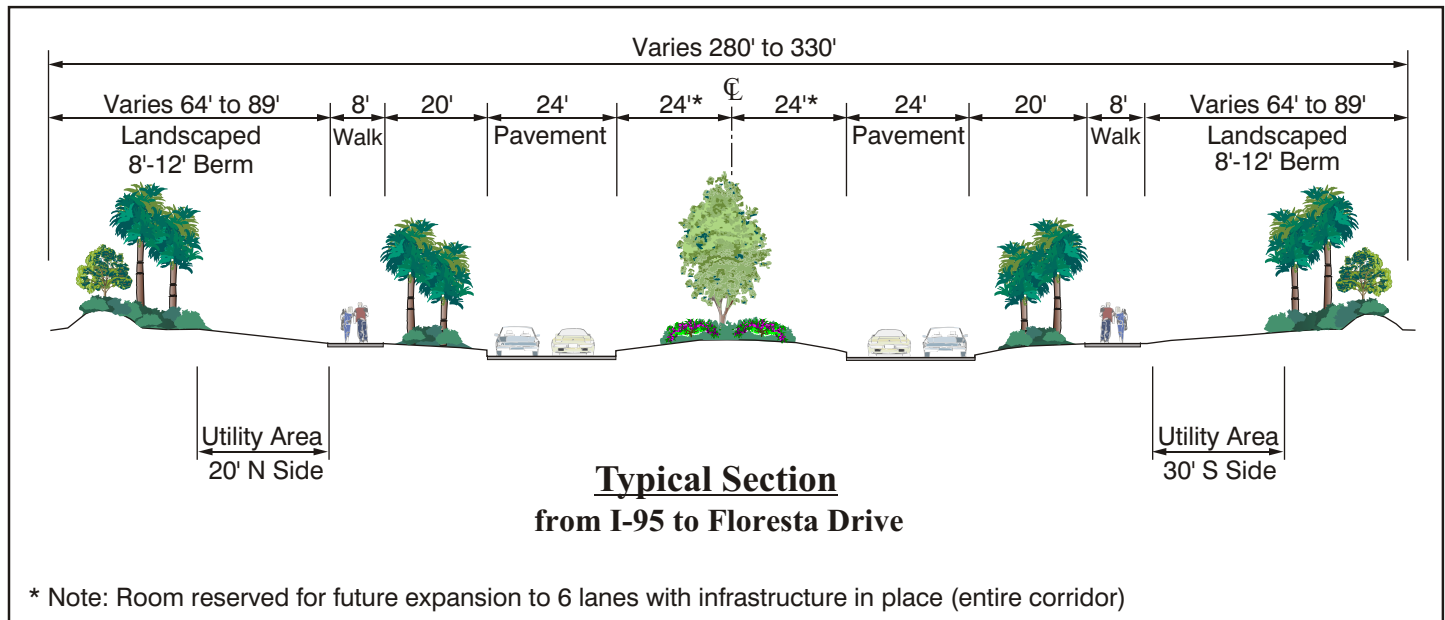 Varies 280' to 330'
℄
Varies 64' to 89' 8' 20' 24' 24'* 24'* 24' 20' 8' Varies 64' to 89'
Landscaped Walk Pavement Pavement Walk Landscaped
8'-12' Berm 8'-12' Berm
Utility Area Utility Area
20' N Side 30' S Side
Typical Section
from I-95 to Floresta Drive
* Note: Room reserved for future expansion to 6 lanes with infrastructure in place (entire corridor)